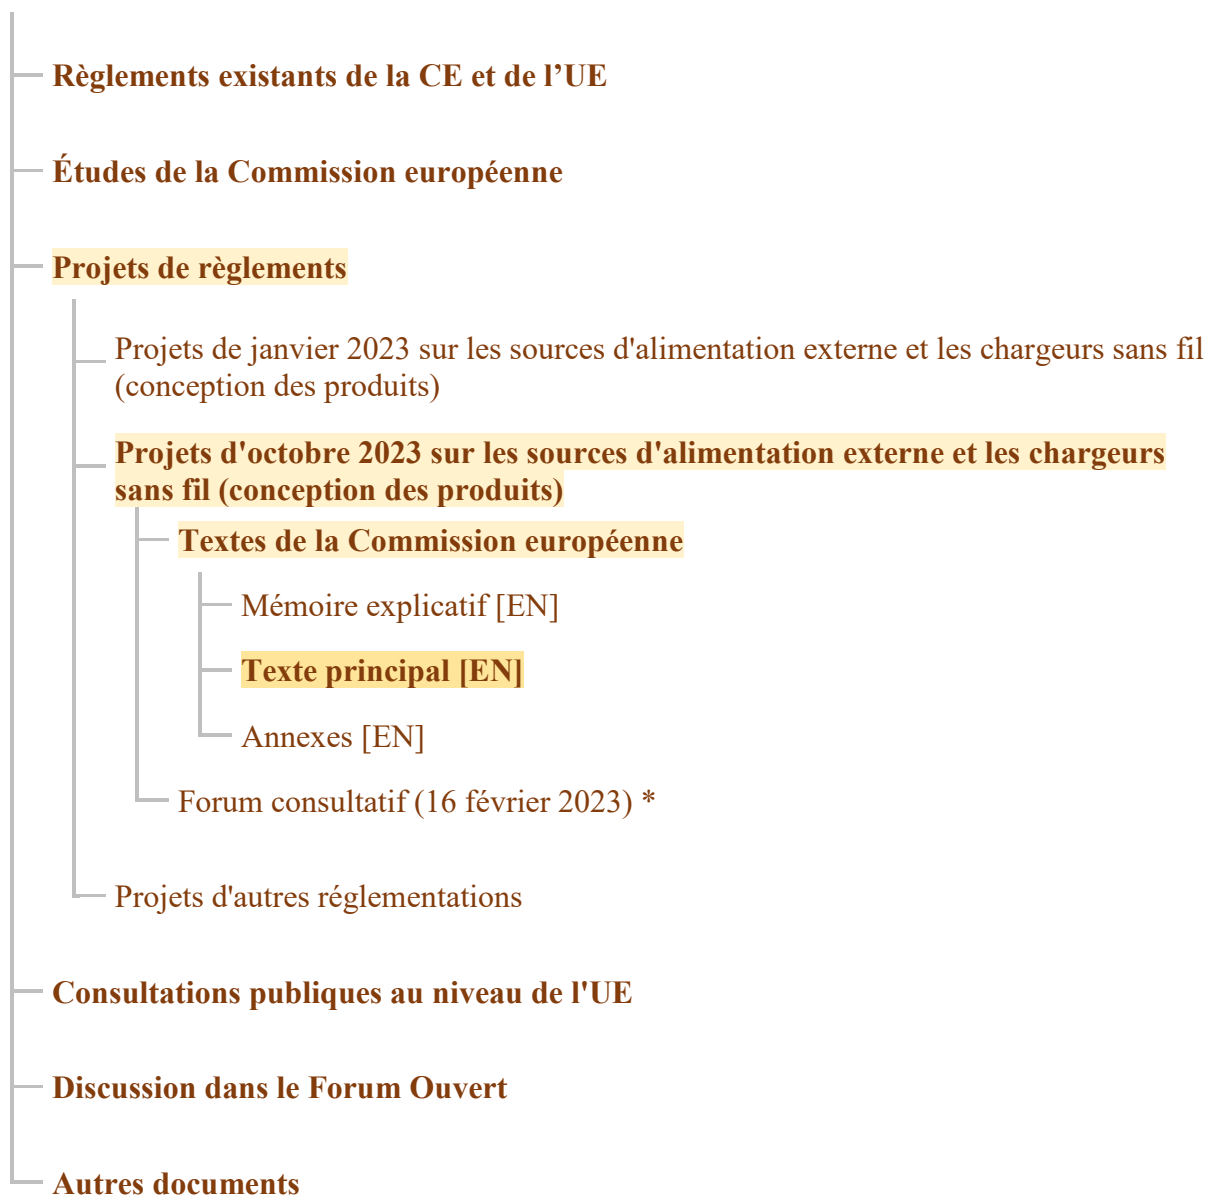 Règlements existants de la CE et de l’UE
Études de la Commission européenne
Projets de règlements
Projets de janvier 2023 sur les sources d'alimentation externe et les chargeurs sans fil
(conception des produits)
Projets d'octobre 2023 sur les sources d'alimentation externe et les chargeurs
sans fil (conception des produits)
Textes de la Commission européenne
Mémoire explicatif [EN]
Texte principal [EN]
Annexes [EN]
Forum consultatif (16 février 2023) *
Projets d'autres réglementations
Consultations publiques au niveau de l'UE
Discussion dans le Forum Ouvert
Autres documents